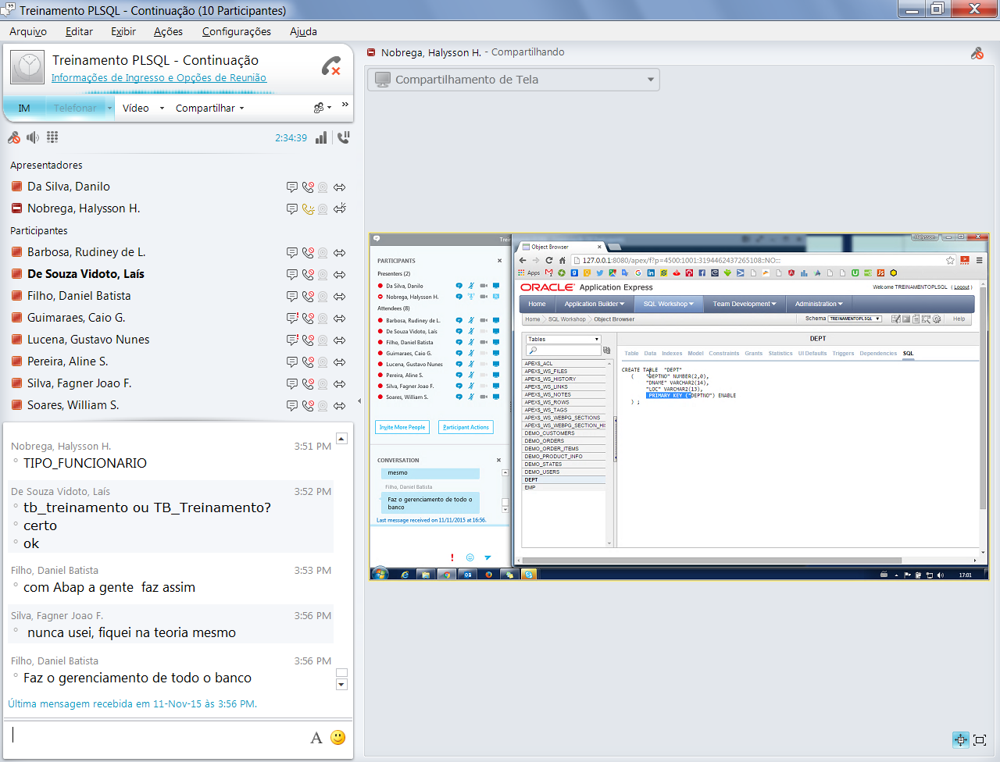 Treinamento PLSQL - Continuação (10 Participantes)
Arquivo Editar Exibir Ações Configurações Ajuda
Treinamento PLSQL - Continuação
Informações de Ingresso e Opções de Reunião
IM Telefonar Vídeo Compartilhar
2:34:39
Apresentadores
Da Silva, Danilo
Nobrega, Halysson H.
Participantes
Barbosa, Rudiney de L.
De Souza Vidoto, Laís
Filho, Daniel Batista
Guimaraes, Caio G.
Lucena, Gustavo Nunes
Pereira, Aline S.
Silva, Fagner Joao F.
Soares, William S.
Nobrega, Halysson H. 3:51 PM
TIPO_FUNCIONARIO
De Souza Vidoto, Laís 3:52 PM
tb_treinamento ou TB_Treinamento?
certo
ok
Filho, Daniel Batista 3:53 PM
com Abap a gente faz assim
Silva, Fagner Joao F. 3:56 PM
nunca usei, fiquei na teoria mesmo
Filho, Daniel Batista 3:56 PM
Faz o gerenciamento de todo o banco
Última mensagem recebida em 11-Nov-15 às 3:56 PM.
A
Nobrega, Halysson H. - Compartilhando
Compartilhamento de Tela
Trein
PARTICIPANTS
Presenters (2)
Da Silva, Danilo
Nobrega, Halysson H.
Attendees (8)
Barbosa, Rudiney de L.
De Souza Vidoto, Laís
Filho, Daniel Batista
Guimaraes, Caio G.
Lucena, Gustavo Nunes
Pereira, Aline S.
Silva, Fagner Joao F.
Soares, William S.
Invite More People Participant Actions
CONVERSATION
mesmo
Filho, Daniel Batista
Faz o gerenciamento de todo o
banco
Last message received on 11/11/2015 at 16:56.
Halysson
Object Browser
127.0.0.1:8080/apex/f?p=4500:1001:3194462437265108::NO:::
Apps
ORACLE Application Express
Welcome TREINAMENTOPLSQL (Logout)
Home Application Builder SQL Workshop Team Development Administration
Home SQL Workshop Object Browser
Schema TREINAMENTOPLSQL Help
Tables
APEX$_ACL
APEX$_WS_FILES
APEX$_WS_HISTORY
APEX$_WS_LINKS
APEX$_WS_NOTES
APEX$_WS_ROWS
APEX$_WS_TAGS
APEX$_WS_WEBPG_SECTIONS
APEX$_WS_WEBPG_SECTION_HIS
DEMO_CUSTOMERS
DEMO_ORDERS
DEMO_ORDER_ITEMS
DEMO_PRODUCT_INFO
DEMO_STATES
DEMO_USERS
DEPT
EMP
DEPT
Table Data Indexes Model Constraints Grants Statistics UI Defaults Triggers Dependencies SQL
CREATE TABLE "DEPT"
( "DEPTNO" NUMBER(2,0),
"DNAME" VARCHAR2(14),
"LOC" VARCHAR2(13),
PRIMARY KEY ("DEPTNO") ENABLE
) ;
17:01